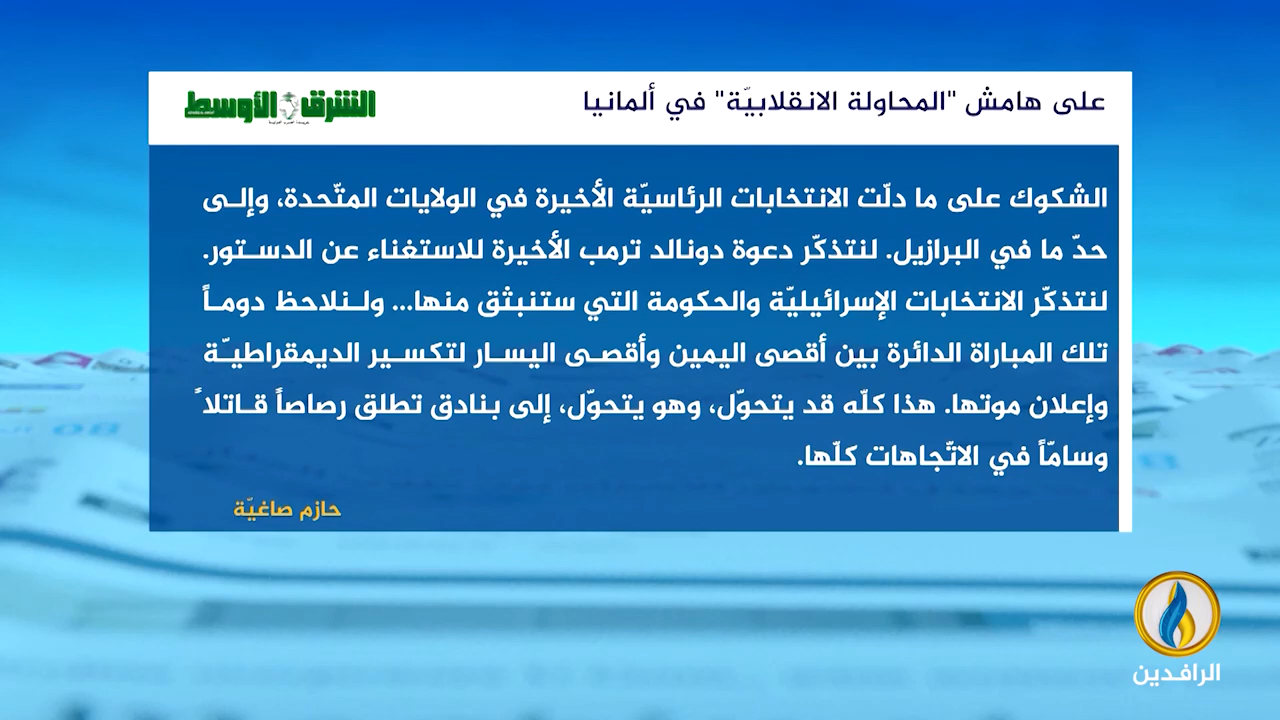 على هامش "المحاولة الانقلابيّة" في ألمانيا
الشرق الأوسط
الشكوك على ما دلّت الانتخابات الرئاسيّة الأخيرة في الولايات المتّحدة، وإلى
حدّ ما في البرازيل. لنتذكّر دعوة دونالد ترمب الأخيرة للاستغناء عن الدستور.
لنتذكّر الانتخابات الإسرائيليّة والحكومة التي ستنبثق منها... ولنلاحظ دوماً
تلك المباراة الدائرة بين أقصى اليمين وأقصى اليسار لتكسير الديمقراطيّة
وإعلان موتها. هذا كلّه قد يتحوّل، وهو يتحوّل، إلى بنادق تطلق رصاصاً قاتلاً
وسامّاً في الاتّجاهات كلّها.
حازم صاغيّة
الرافدين